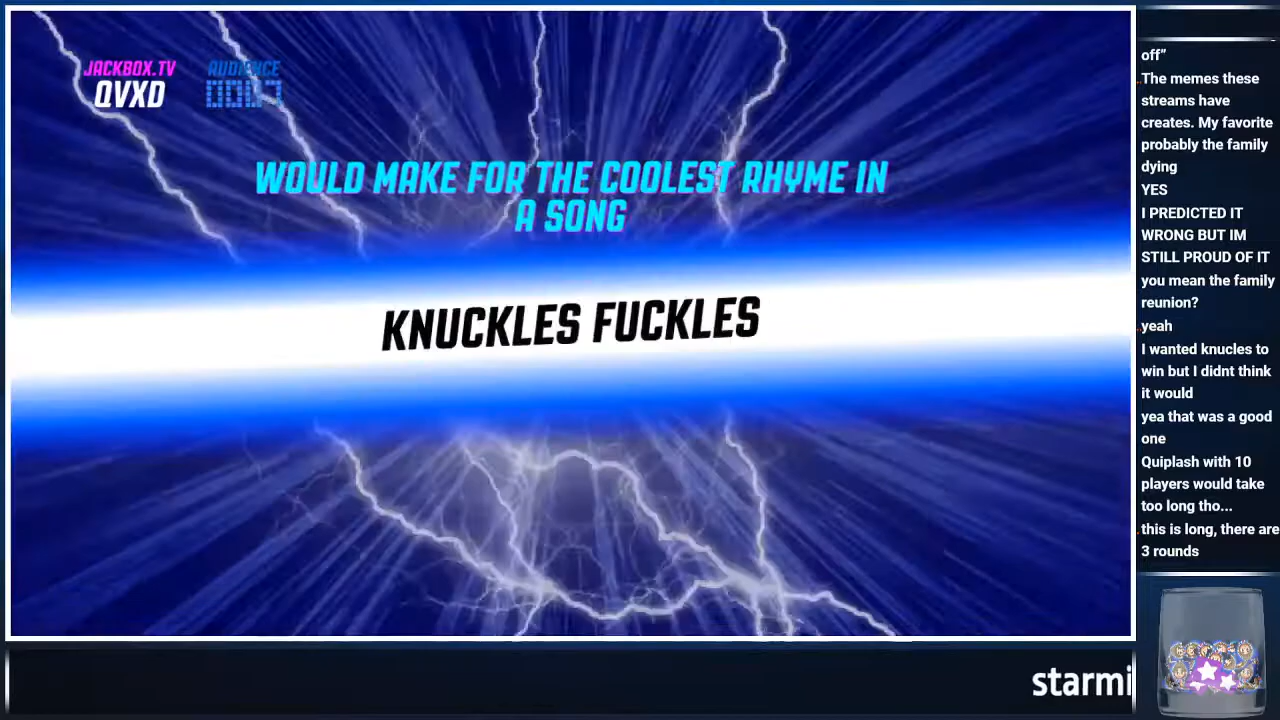 JACKBOX.TV
QVXD
AUDIENCE
WOULD MAKE FOR THE COOLEST RHYME IN
A SONG
KNUCKLES FUCKLES
off"
The memes these
streams have
creates. My favorite
probably the family
dying
YES
I PREDICTED IT
WRONG BUT IM
STILL PROUD OF IT
you mean the family
reunion?
yeah
I wanted knucles to
win but I didnt think
it would
yea that was a good
one
Quiplash with 10
players would take
too long tho...
this is long, there are
3 rounds
starmi